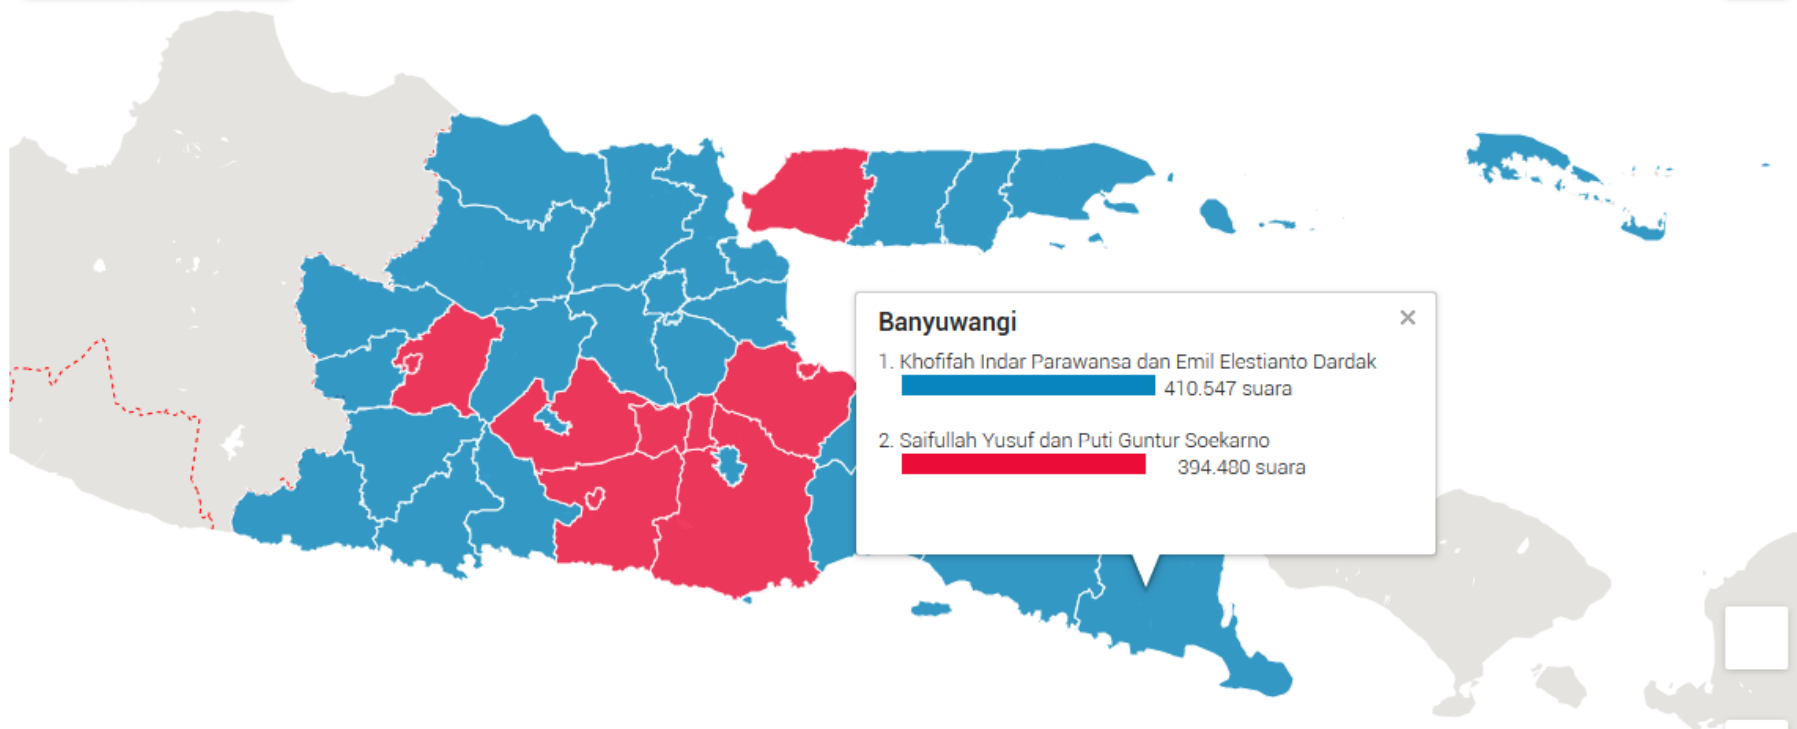 Banyuwangi
×
1. Khofifah Indar Parawansa dan Emil Elestianto Dardak
410.547 suara
2. Saifullah Yusuf dan Puti Guntur Soekarno
394.480 suara